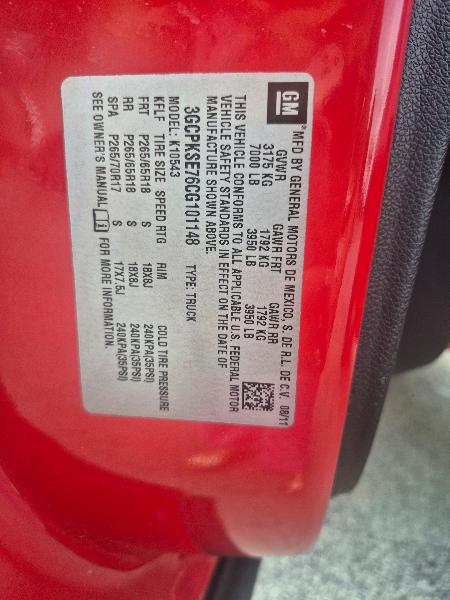 GM
®MFD BY GENERAL MOTORS DE MEXICO, S. DE R.L. DE C.V. 08/11
GVWR GAWR FRT GAWR RR
3175 KG 1792 KG 1792 KG
7000 LB 3950 LB 3950 LB
THIS VEHICLE CONFORMS TO ALL APPLICABLE U.S. FEDERAL MOTOR
VEHICLE SAFETY STANDARDS IN EFFECT ON THE DATE OF
MANUFACTURE SHOWN ABOVE.
3GCPKSE76CG101148 TYPE: TRUCK
MODEL: K10543
KFLF TIRE SIZE SPEED RTG RIM COLD TIRE PRESSURE
FRT P265/65R18 S 18X8J 240KPA(35PSI)
RR P265/65R18 S 18X8J 240KPA(35PSI)
SPA P265/70R17 S 17X7.5J 240KPA(35PSI)
SEE OWNER'S MANUAL i FOR MORE INFORMATION.